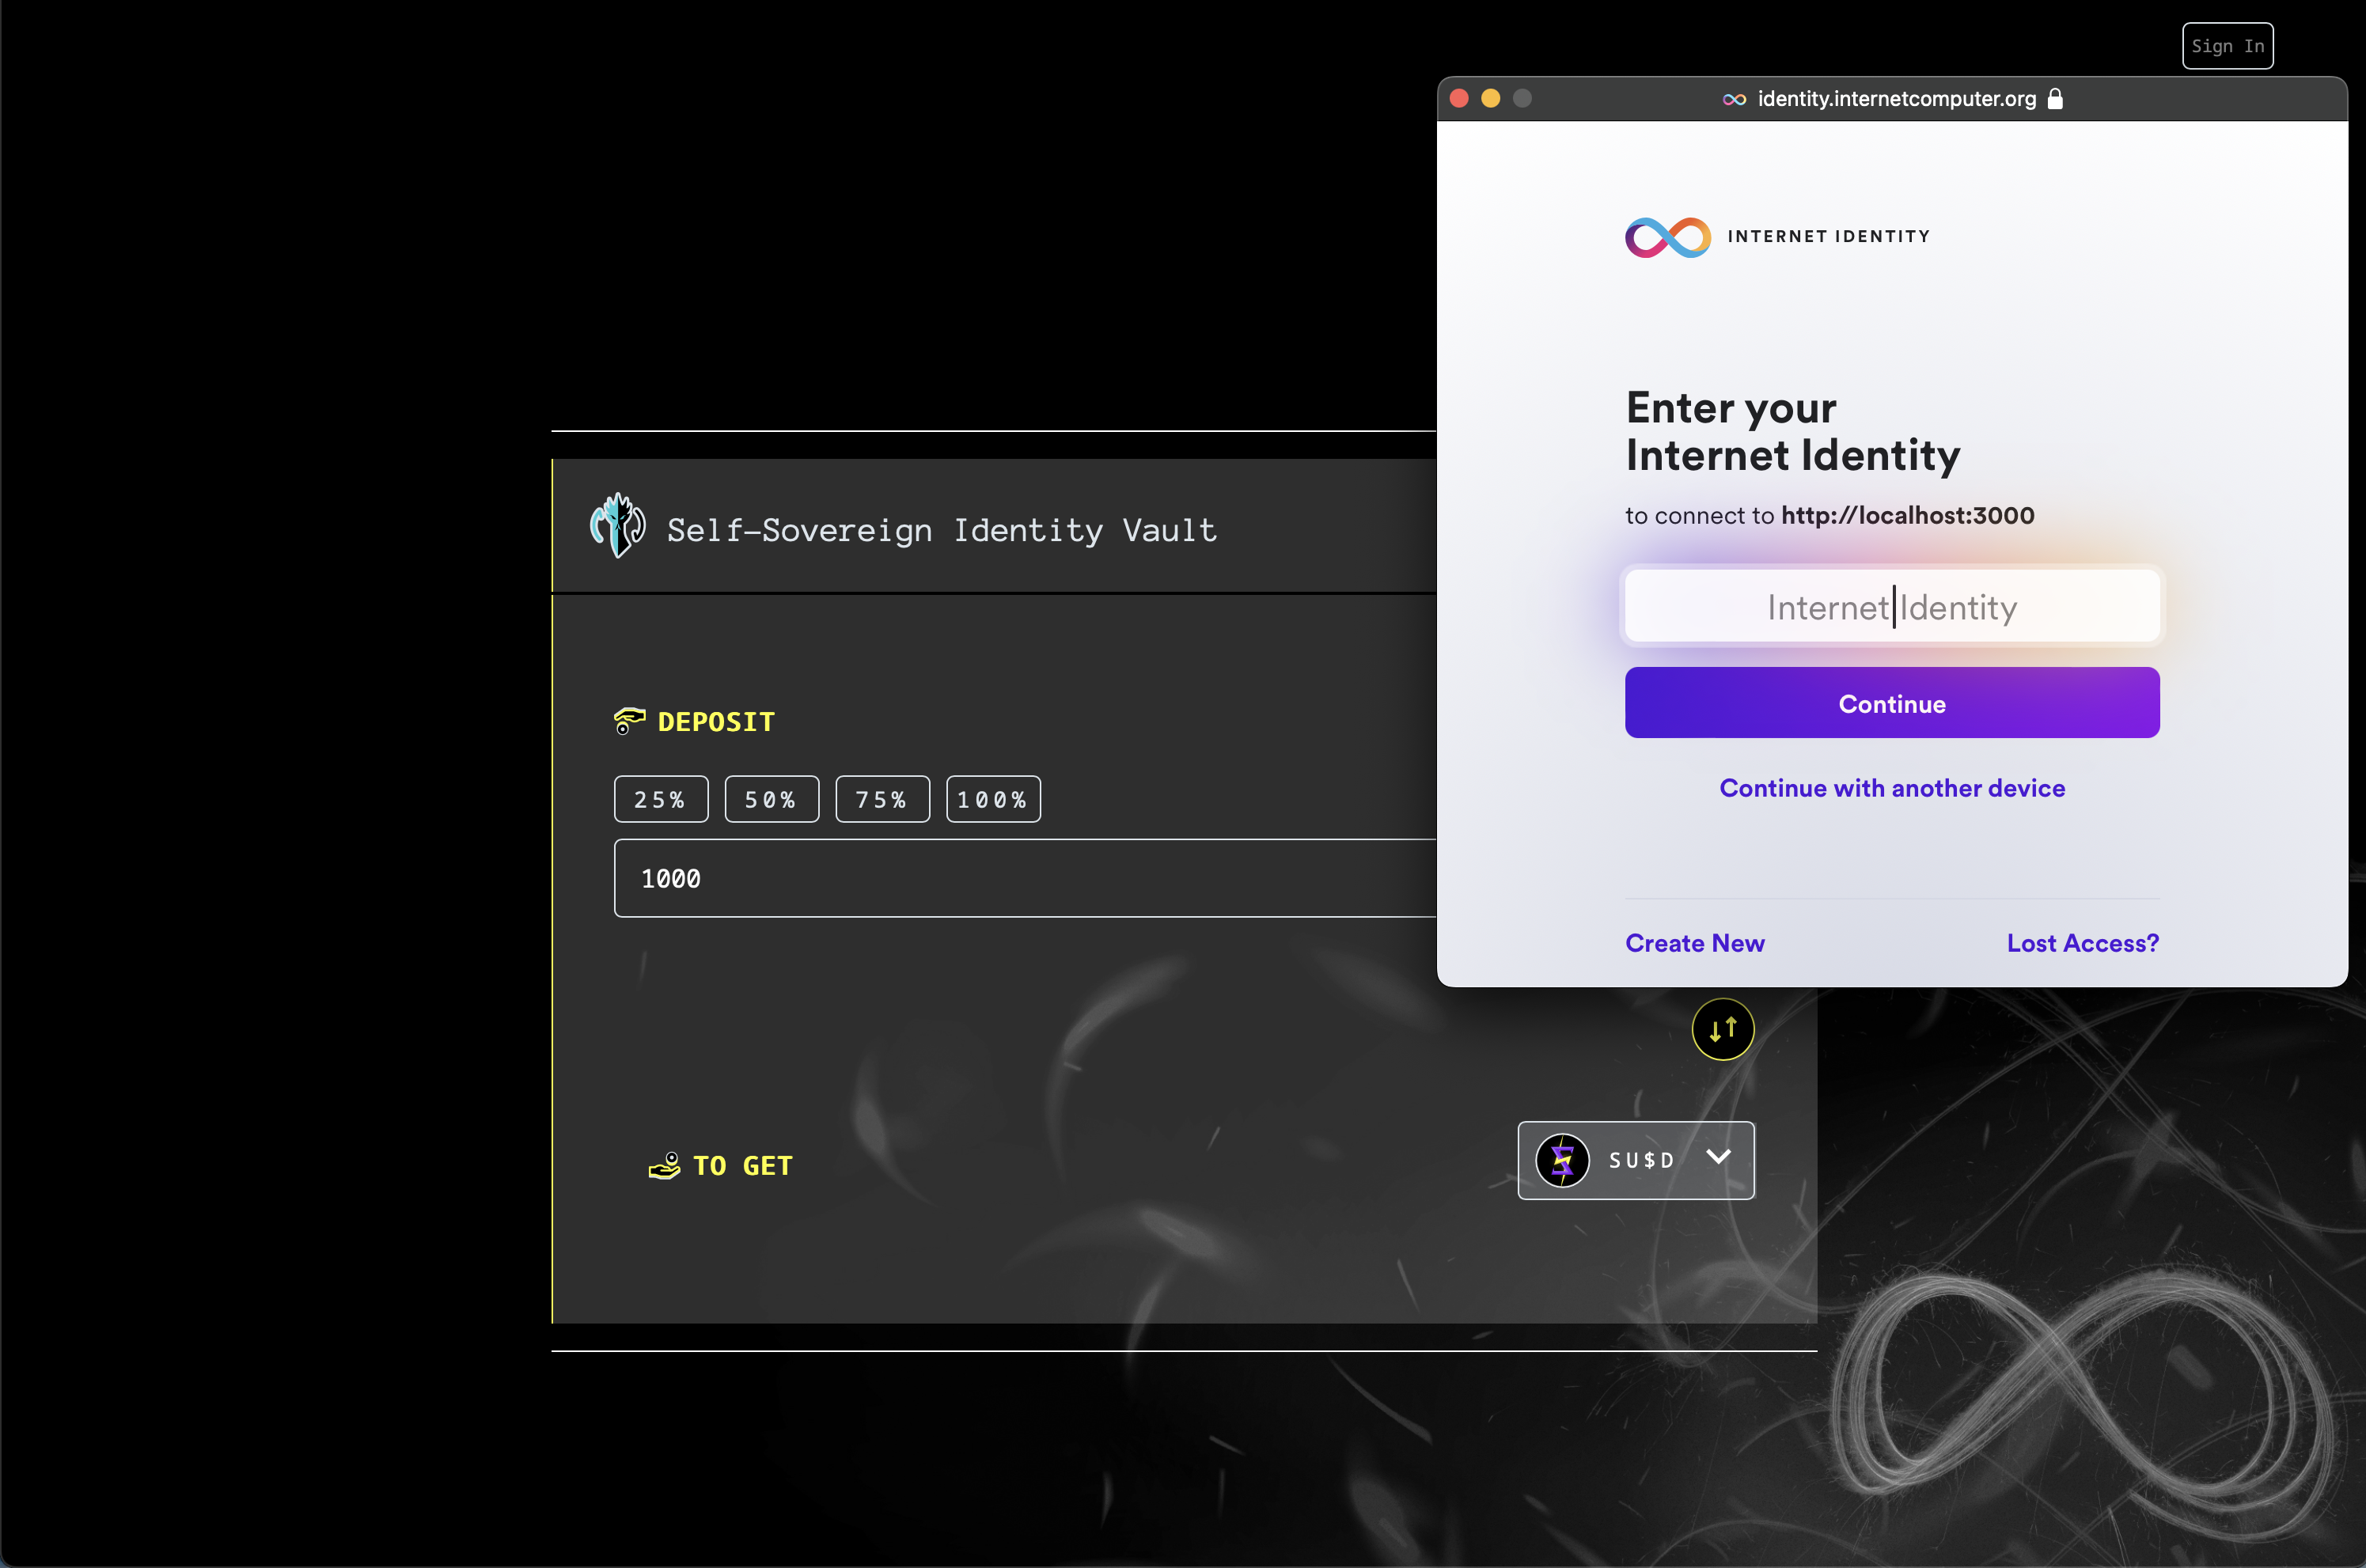 Sign In
identity.internetcomputer.org
INTERNET IDENTITY
Enter your
Internet Identity
to connect to http://localhost:3000
Internet Identity
Continue
Continue with another device
Create New
Lost Access?
Self-Sovereign Identity Vault
DEPOSIT
25% 50% 75% 100%
1000
TO GET
SU$D